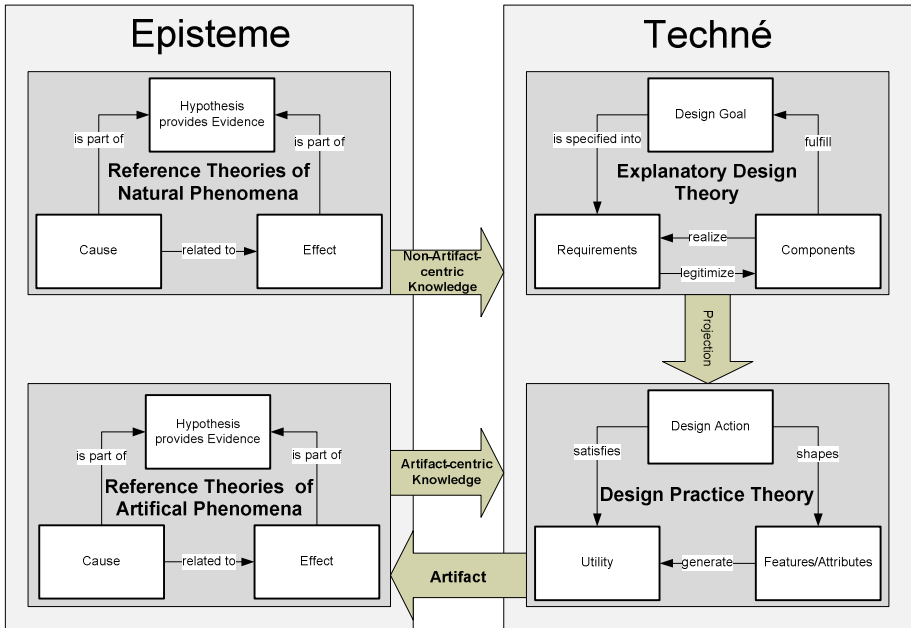 Episteme
Hypothesis
provides Evidence
is part of
is part of
Reference Theories of
Natural Phenomena
Cause
related to
Effect
Non-Artifact-
centric
Knowledge
Techné
Design Goal
is specified into
fulfill
Explanatory Design
Theory
Requirements
realize
legitimize
Components
Projection
Hypothesis
provides Evidence
is part of
is part of
Reference Theories of
Artifical Phenomena
Cause
related to
Effect
Artifact-centric
Knowledge
Artifact
Design Action
satisfies
shapes
Design Practice Theory
Utility
generate
Features/Attributes